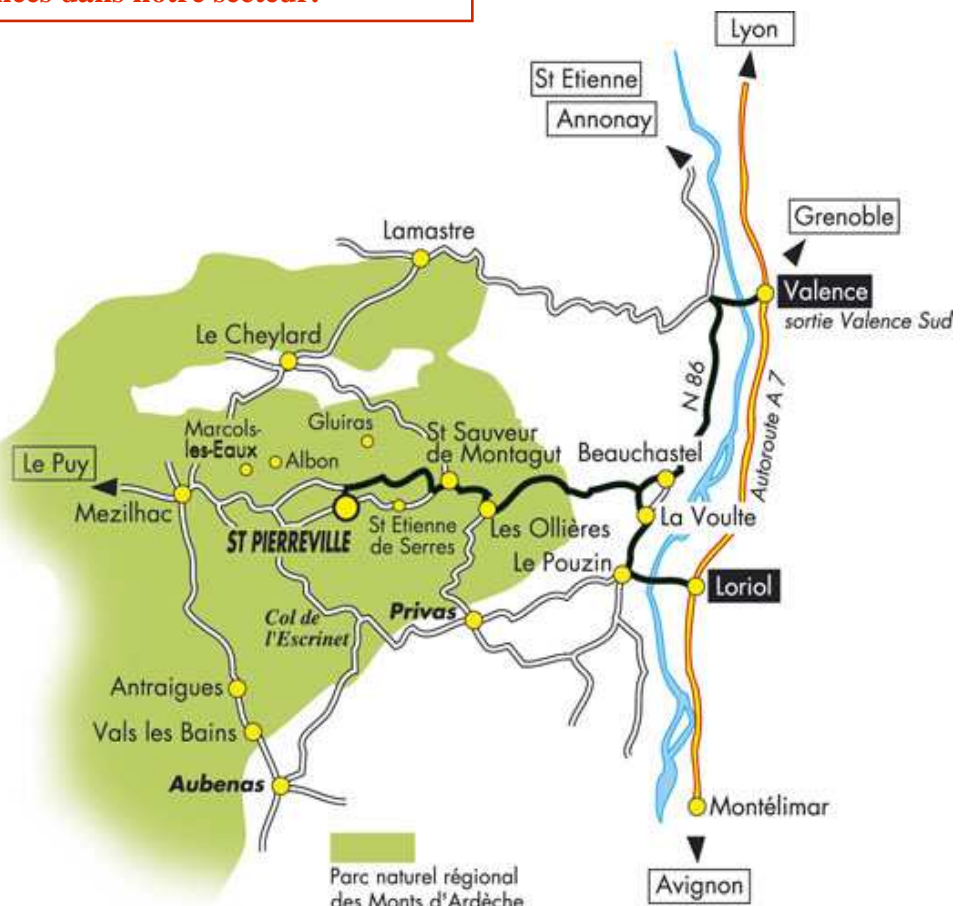 dans notre secteur.
Lyon
St Etienne
Annonay
Grenoble
Lamastre
Valence
sortie Valence Sud
Le Cheylard
N 86
Autoroute A 7
Gluiras
Marcols-
les-Eaux
Albon
St Sauveur
de Montagut
Beauchastel
Le Puy
Mezilhac
ST PIERREVILLE
St Etienne
de Serres
Les Ollières
La Voulte
Le Pouzin
Loriol
Col de
l'Escrinet
Privas
Antraigues
Vals les Bains
Aubenas
Montélimar
Parc naturel régional
des Monts d'Ardèche
Avignon